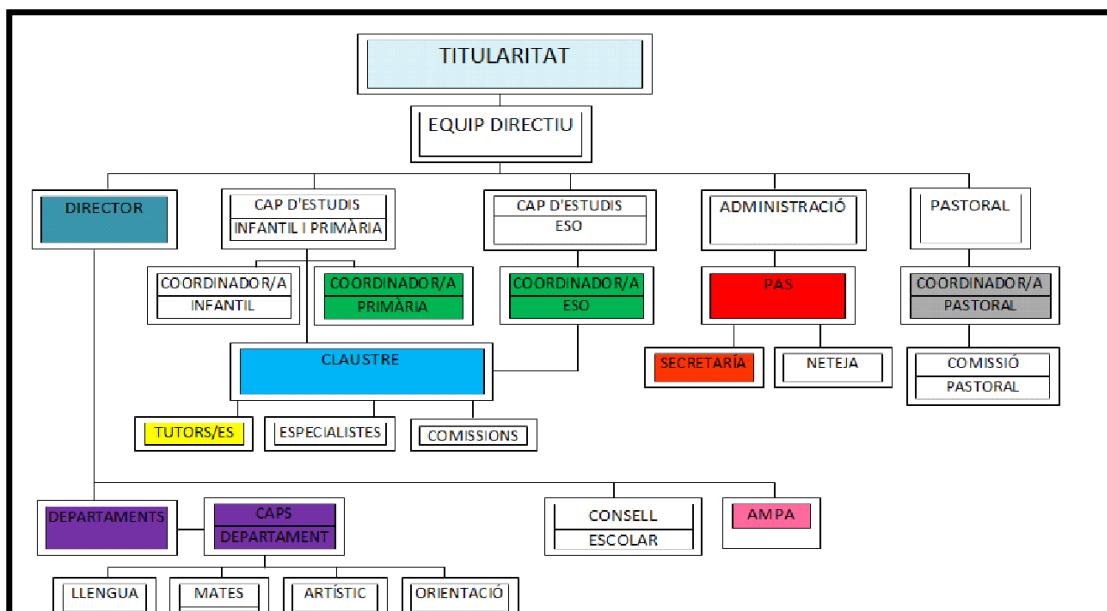 TITULARITAT
EQUIP DIRECTIU
DIRECTOR
CAP D'ESTUDIS
INFANTIL I PRIMÀRIA
CAP D'ESTUDIS
ESO
ADMINISTRACIÓ
PASTORAL
COORDINADOR/A
INFANTIL
COORDINADOR/A
PRIMÀRIA
COORDINADOR/A
ESO
PAS
COORDINADOR/A
PASTORAL
CLAUSTRE
SECRETARÍA
NETEJA
COMISSIÓ
PASTORAL
TUTORS/ES
ESPECIALISTES
COMISSIONS
DEPARTAMENTS
CAPS
DEPARTAMENT
CONSELL
ESCOLAR
AMPA
LLENGUA
MATES
ARTÍSTIC
ORIENTACIÓ